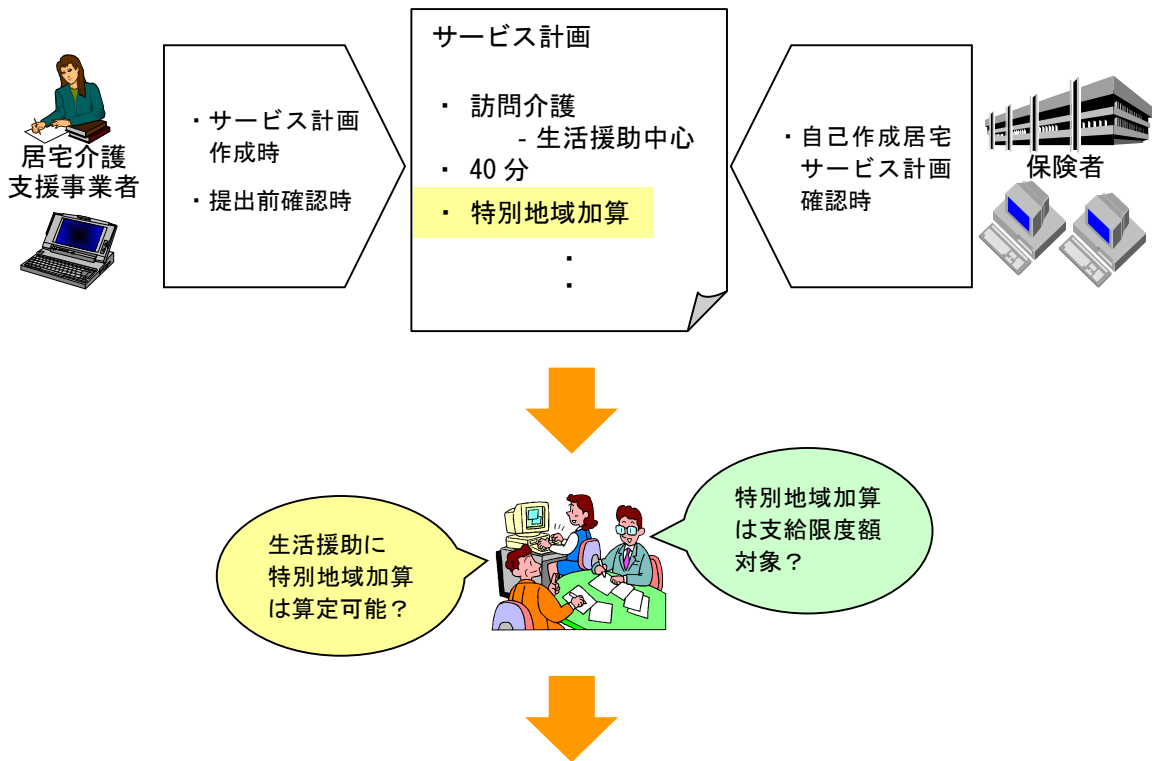 居宅介護
支援事業者
・サービス計画
作成時
・提出前確認時
サービス計画
・ 訪問介護
- 生活援助中心
・ 40 分
・ 特別地域加算
・
・
・自己作成居宅
サービス計画
確認時
保険者
生活援助に
特別地域加算
は算定可能？
特別地域加算
は支給限度額
対象？